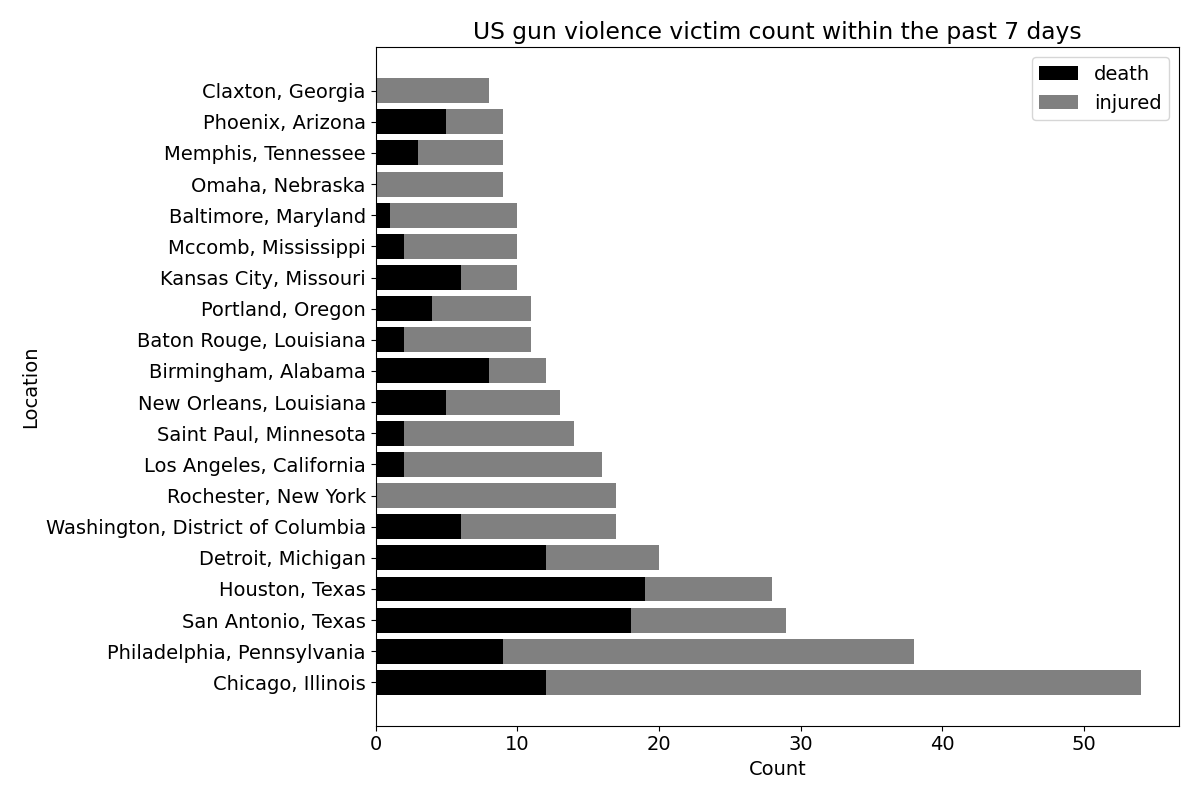 US gun violence victim count within the past 7 days
death
injured
Claxton, Georgia
Phoenix, Arizona
Memphis, Tennessee
Omaha, Nebraska
Baltimore, Maryland
Mccomb, Mississippi
Kansas City, Missouri
Portland, Oregon
Baton Rouge, Louisiana
Birmingham, Alabama
New Orleans, Louisiana
Saint Paul, Minnesota
Los Angeles, California
Rochester, New York
Washington, District of Columbia
Detroit, Michigan
Houston, Texas
San Antonio, Texas
Philadelphia, Pennsylvania
Chicago, Illinois
Location
0 10 20 30 40 50
Count